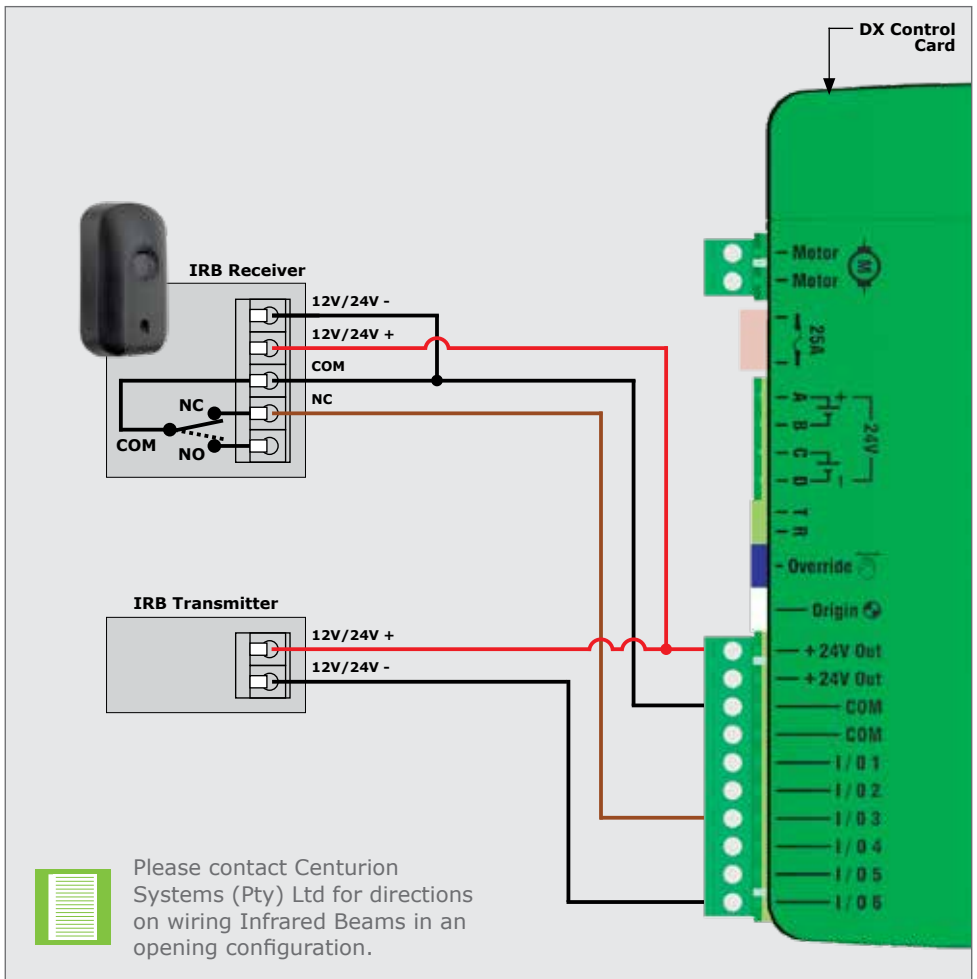 DX Control
Card
IRB Receiver
12V/24V -
12V/24V +
COM
NC
NC
COM
NO
IRB Transmitter
12V/24V +
12V/24V -
Motor
Motor
M
25A
A +
B
C
D -
24V
T
R
Override
Origin
+ 24V Out
+ 24V Out
COM
COM
I / O 1
I / O 2
I / O 3
I / O 4
I / O 5
I / O 6
Please contact Centurion
Systems (Pty) Ltd for directions
on wiring Infrared Beams in an
opening configuration.